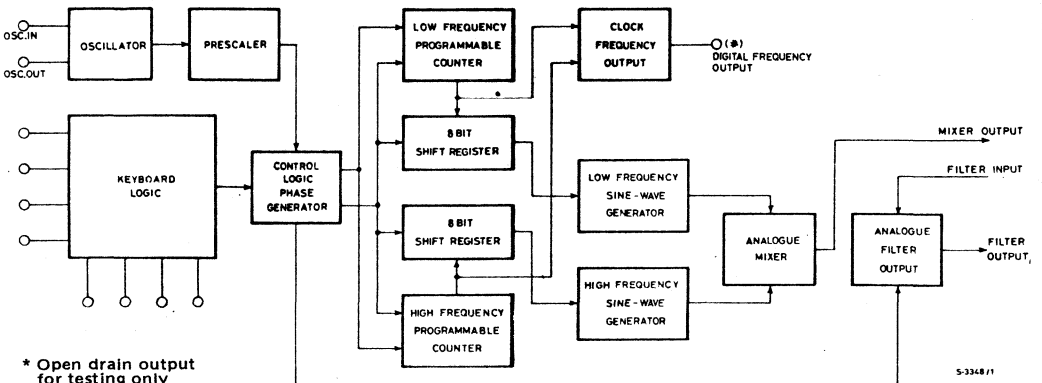 OSC.IN
OSC.OUT
OSCILLATOR
PRESCALER
LOW FREQUENCY
PROGRAMMABLE
COUNTER
CLOCK
FREQUENCY
OUTPUT
(*)
DIGITAL FREQUENCY
OUTPUT
KEYBOARD
LOGIC
CONTROL
LOGIC
PHASE
GENERATOR
8 BIT
SHIFT REGISTER
8 BIT
SHIFT REGISTER
HIGH FREQUENCY
PROGRAMMABLE
COUNTER
LOW FREQUENCY
SINE-WAVE
GENERATOR
HIGH FREQUENCY
SINE-WAVE
GENERATOR
ANALOGUE
MIXER
MIXER OUTPUT
FILTER INPUT
ANALOGUE
FILTER
OUTPUT
FILTER
OUTPUT
* Open drain output
for testing only
S-3348/1